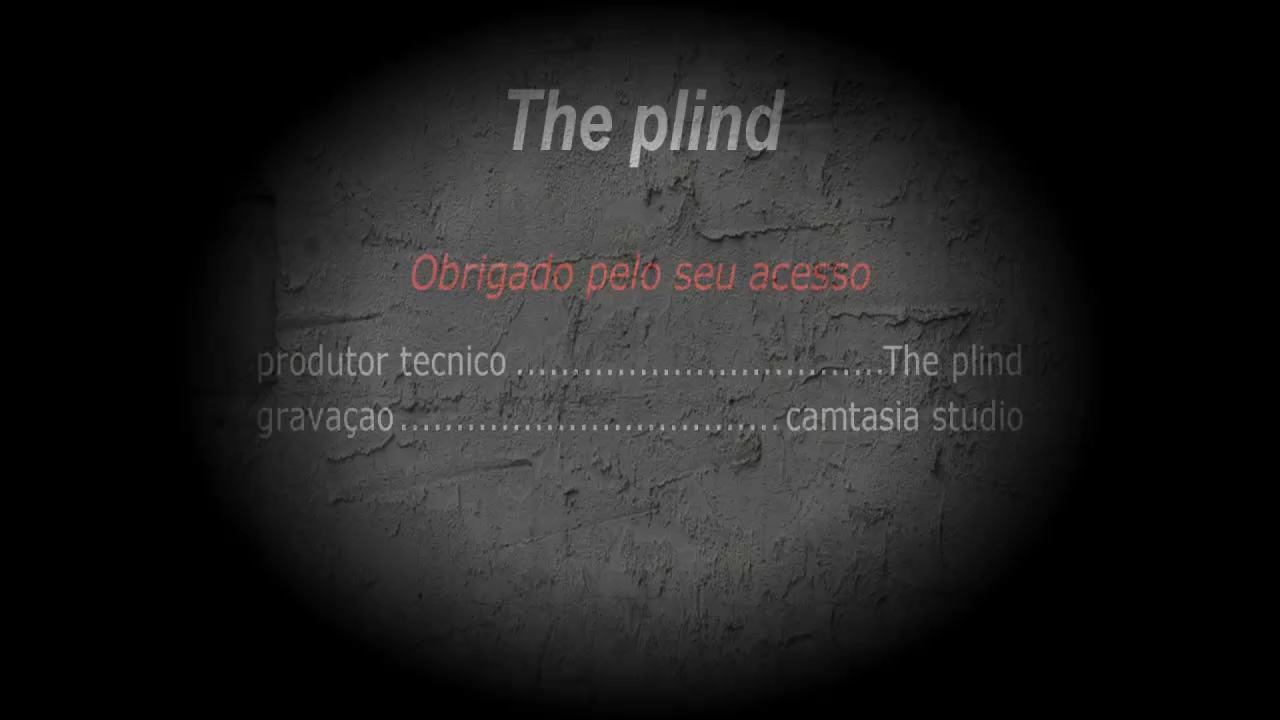 The plind
Obrigado pelo seu acesso
produtor tecnico ................................The plind
gravaçao.................................camtasia studio